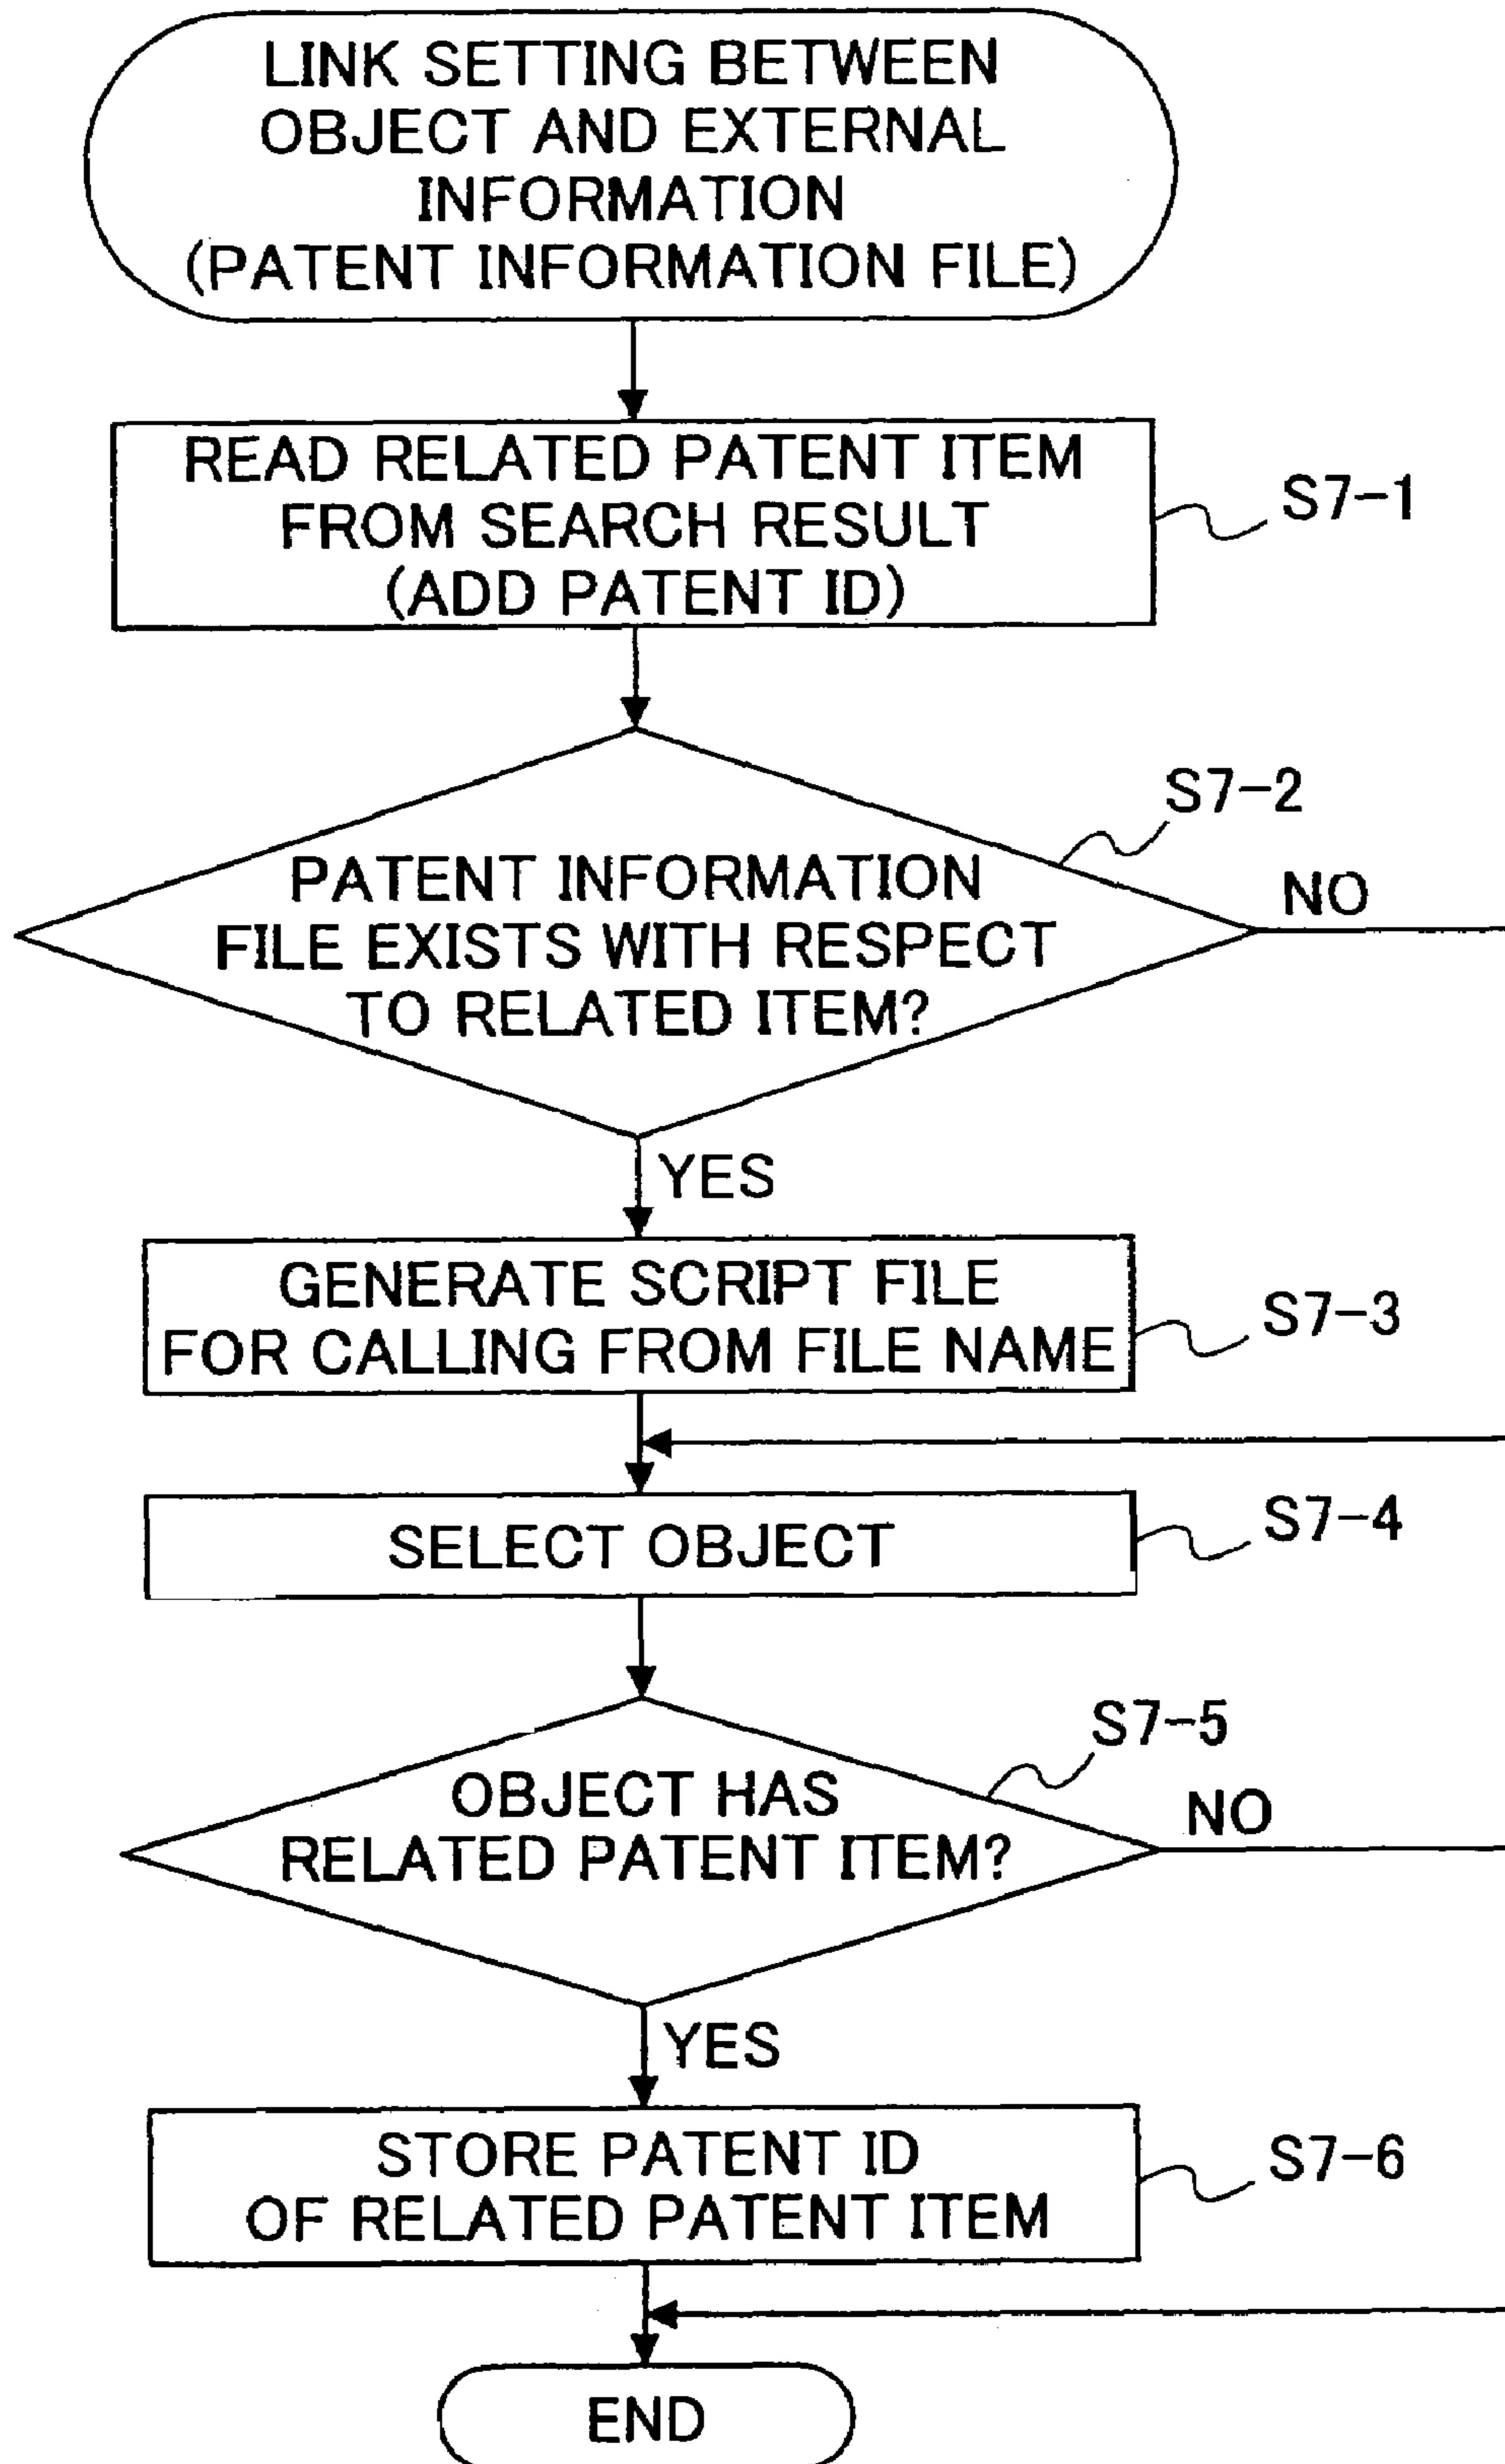 LINK SETTING BETWEEN
OBJECT AND EXTERNAL
INFORMATION
(PATENT INFORMATION FILE)
READ RELATED PATENT ITEM
FROM SEARCH RESULT
(ADD PATENT ID)
S7-1
S7-2
PATENT INFORMATION
FILE EXISTS WITH RESPECT
TO RELATED ITEM?
NO
YES
GENERATE SCRIPT FILE
FOR CALLING FROM FILE NAME
S7-3
SELECT OBJECT
S7-4
S7-5
OBJECT HAS
RELATED PATENT ITEM?
NO
YES
STORE PATENT ID
OF RELATED PATENT ITEM
S7-6
END